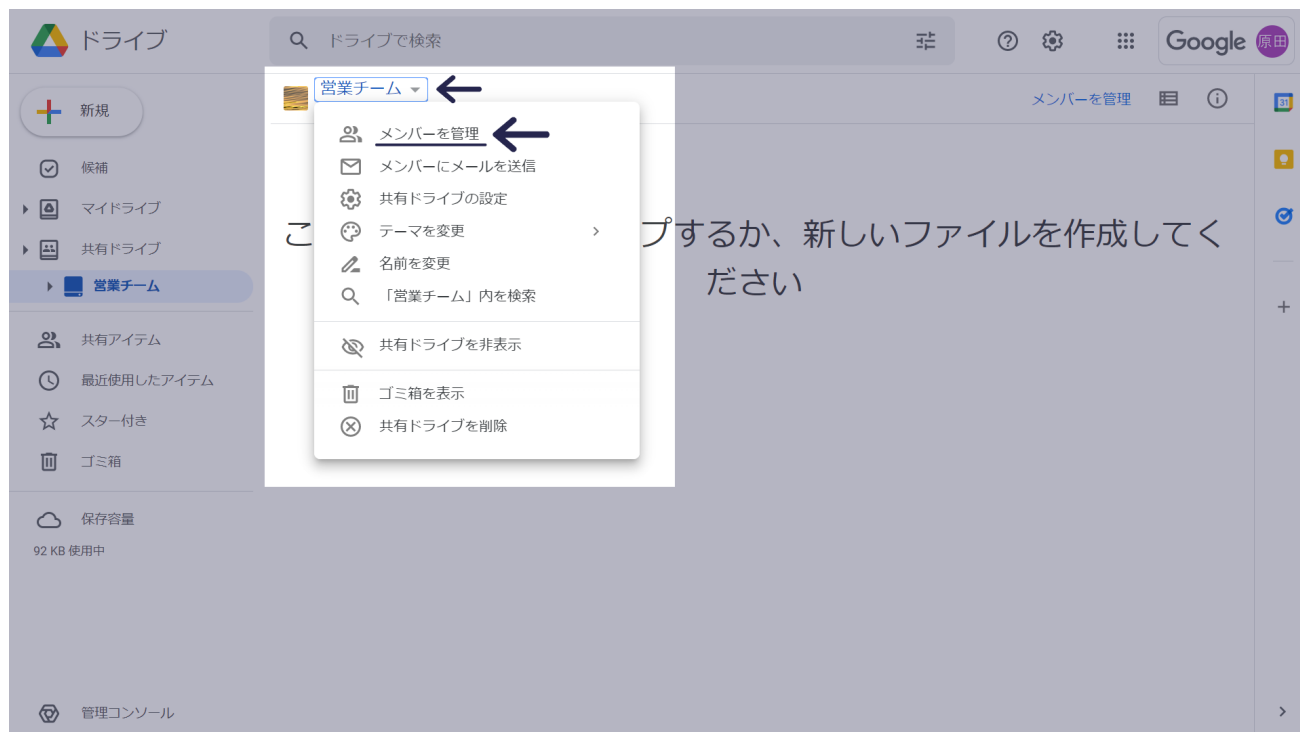 ドライブ
ドライブで検索
Google
原田
新規
候補
マイドライブ
共有ドライブ
営業チーム
共有アイテム
最近使用したアイテム
スター付き
ゴミ箱
保存容量
92 KB 使用中
管理コンソール
営業チーム
メンバーを管理
メンバーにメールを送信
共有ドライブの設定
テーマを変更
名前を変更
「営業チーム」内を検索
共有ドライブを非表示
ゴミ箱を表示
共有ドライブを削除
メンバーを管理
31
こ
プするか、新しいファイルを作成してく
ださい